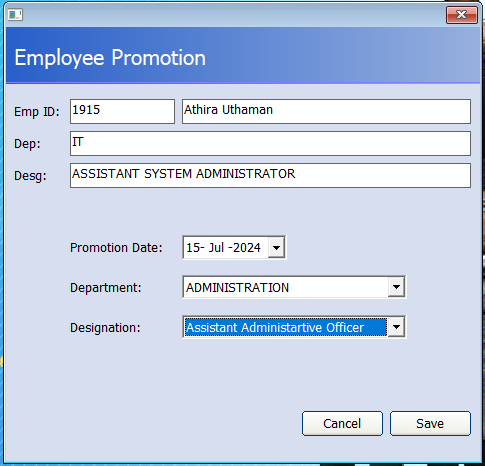 Employee Promotion
Emp ID: 1915 Athira Uthaman
Dep: IT
Desg: ASSISTANT SYSTEM ADMINISTRATOR
Promotion Date: 15- Jul -2024
Department: ADMINISTRATION
Designation: Assistant Administartive Officer
Cancel Save